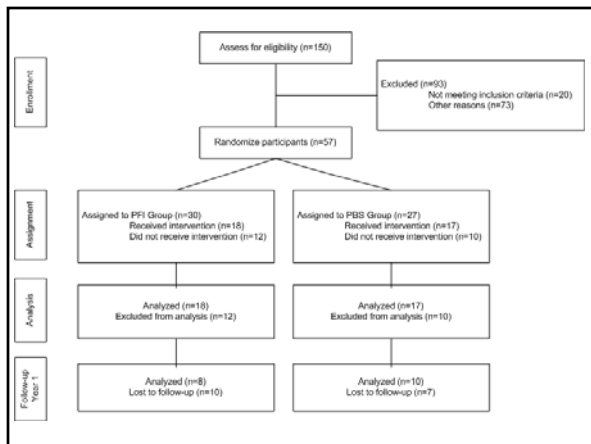 Assess for eligibility (n=150)
Enrollment
Excluded (n=93)
Not meeting inclusion criteria (n=20)
Other reasons (n=73)
Randomize participants (n=57)
Assignment
Assigned to PFI Group (n=30)
Received intervention (n=18)
Did not receive intervention (n=12)
Assigned to PBS Group (n=27)
Received intervention (n=17)
Did not receive intervention (n=10)
Analysis
Analyzed (n=18)
Excluded from analysis (n=12)
Analyzed (n=17)
Excluded from analysis (n=10)
Follow-up
Year 1
Analyzed (n=8)
Lost to follow-up (n=10)
Analyzed (n=10)
Lost to follow-up (n=7)